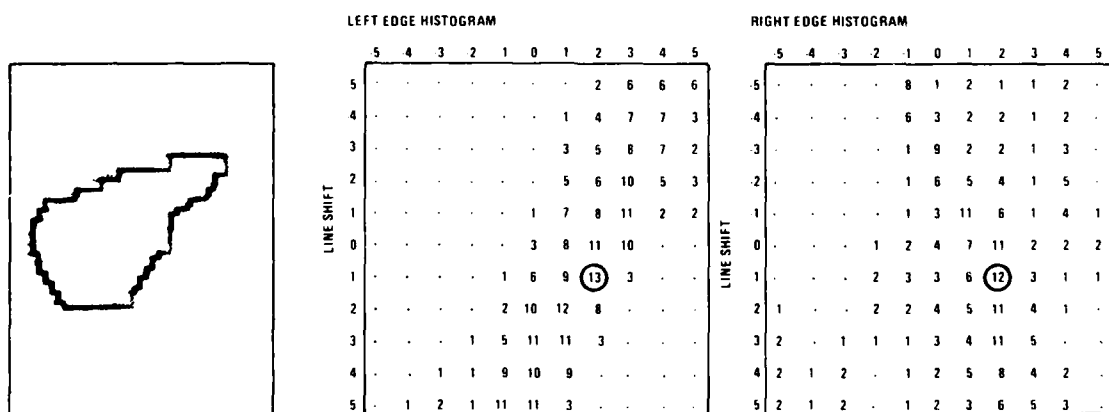 LEFT EDGE HISTOGRAM
-5 -4 3 -2 1 0 1 2 3 4 5
5 · · · · · · · 2 6 6 6
4 · · · · · · 1 4 7 7 3
3 · · · · · · 3 5 8 7 2
2 · · · · · · 5 6 10 5 3
1 · · · · · 1 7 8 11 2 2
0 · · · · · 3 8 11 10 · ·
1 · · · · 1 6 9 13 3 · ·
2 · · · · 2 10 12 8 · · ·
3 · · · 1 5 11 11 3 · · ·
4 · · 1 1 9 10 9 · · · ·
5 · 1 2 1 11 11 3 · · · ·
LINE SHIFT
RIGHT EDGE HISTOGRAM
-5 -4 -3 -2 -1 0 1 2 3 4 5
-5 · · · · 8 1 2 1 1 2 ·
-4 · · · · 6 3 2 2 1 2 ·
-3 · · · · 1 9 2 2 1 3 ·
-2 · · · · 1 6 5 4 1 5 ·
-1 · · · · 1 3 11 6 1 4 1
0 · · · 1 2 4 7 11 2 2 2
1 · · · 2 3 3 6 12 3 1 1
2 1 · · 2 2 4 5 11 4 1 ·
3 2 · 1 1 1 3 4 11 5 · ·
4 2 1 2 · 1 2 5 8 4 2 ·
5 2 1 2 · 1 2 3 6 5 3 ·
LINE SHIFT